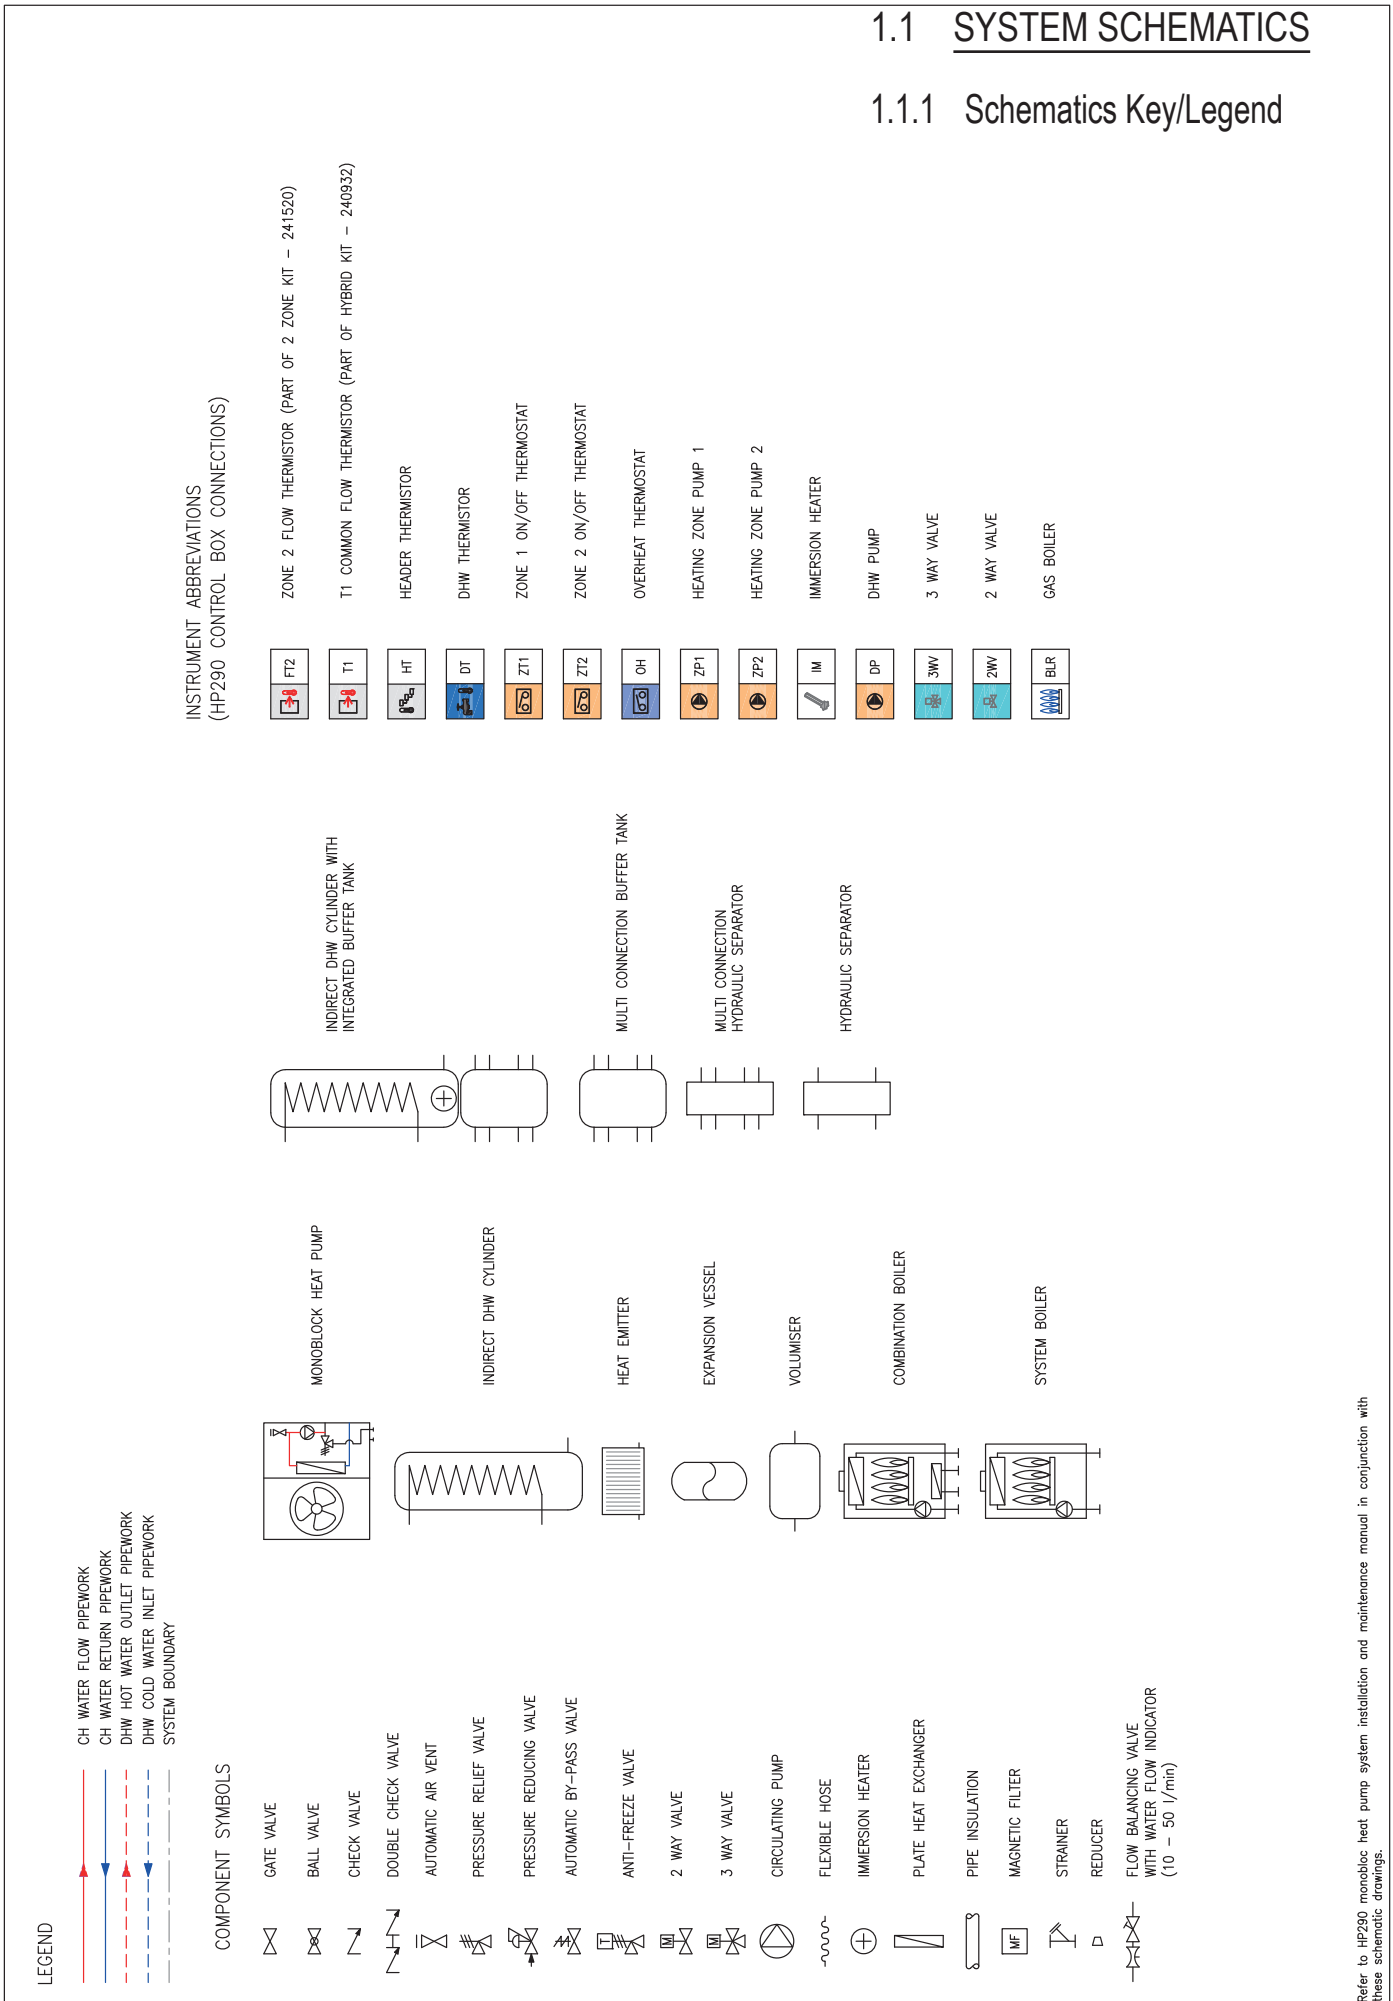 1.1 SYSTEM SCHEMATICS
1.1.1 Schematics Key/Legend
LEGEND
CH WATER FLOW PIPEWORK
CH WATER RETURN PIPEWORK
DHW HOT WATER OUTLET PIPEWORK
DHW COLD WATER INLET PIPEWORK
SYSTEM BOUNDARY
COMPONENT SYMBOLS
GATE VALVE
BALL VALVE
CHECK VALVE
DOUBLE CHECK VALVE
AUTOMATIC AIR VENT
PRESSURE RELIEF VALVE
PRESSURE REDUCING VALVE
AUTOMATIC BY-PASS VALVE
T ANTI-FREEZE VALVE
M 2 WAY VALVE
M 3 WAY VALVE
CIRCULATING PUMP
FLEXIBLE HOSE
IMMERSION HEATER
PLATE HEAT EXCHANGER
PIPE INSULATION
MF MAGNETIC FILTER
STRAINER
REDUCER
FLOW BALANCING VALVE
WITH WATER FLOW INDICATOR
(10 - 50 l/min)
MONOBLOCK HEAT PUMP
INDIRECT DHW CYLINDER
HEAT EMITTER
EXPANSION VESSEL
VOLUMISER
COMBINATION BOILER
SYSTEM BOILER
INDIRECT DHW CYLINDER WITH
INTEGRATED BUFFER TANK
MULTI CONNECTION BUFFER TANK
MULTI CONNECTION
HYDRAULIC SEPARATOR
HYDRAULIC SEPARATOR
INSTRUMENT ABBREVIATIONS
(HP290 CONTROL BOX CONNECTIONS)
FT2 ZONE 2 FLOW THERMISTOR (PART OF 2 ZONE KIT - 241520)
T1 T1 COMMON FLOW THERMISTOR (PART OF HYBRID KIT - 240932)
HT HEADER THERMISTOR
DT DHW THERMISTOR
ZT1 ZONE 1 ON/OFF THERMOSTAT
ZT2 ZONE 2 ON/OFF THERMOSTAT
OH OVERHEAT THERMOSTAT
ZP1 HEATING ZONE PUMP 1
ZP2 HEATING ZONE PUMP 2
IM IMMERSION HEATER
DP DHW PUMP
3WV 3 WAY VALVE
2WV 2 WAY VALVE
BLR GAS BOILER
Refer to HP290 monobloc heat pump system installation and maintenance manual in conjunction with
these schematic drawings.